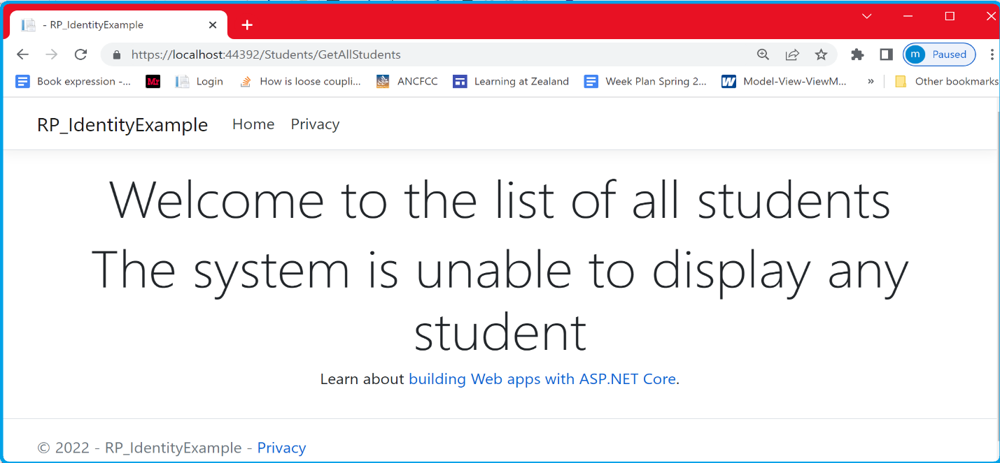 - RP_IdentityExample
https://localhost:44392/Students/GetAllStudents
m Paused
Book expression -... Mr Login How is loose coupli... ANCFCC Learning at Zealand Week Plan Spring 2... W Model-View-ViewM... » Other bookmarks
RP_IdentityExample Home Privacy
Welcome to the list of all students
The system is unable to display any
student
Learn about building Web apps with ASP.NET Core.
© 2022 - RP_IdentityExample - Privacy